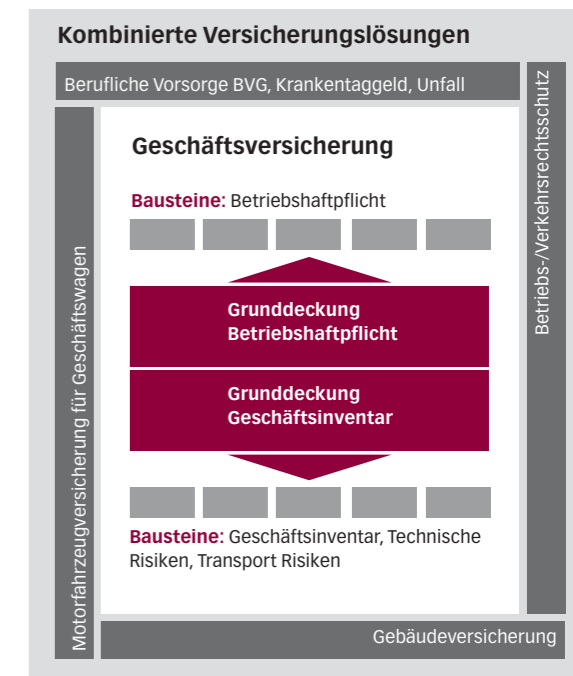 Kombinierte Versicherungslösungen
Berufliche Vorsorge BVG, Krankentaggeld, Unfall
Betriebs-/Verkehrsrechtsschutz
Motorfahrzeugversicherung für Geschäftswagen
Geschäftsversicherung
Bausteine: Betriebshaftpflicht
Grunddeckung
Betriebshaftpflicht
Grunddeckung
Geschäftsinventar
Bausteine: Geschäftsinventar, Technische
Risiken, Transport Risiken
Gebäudeversicherung